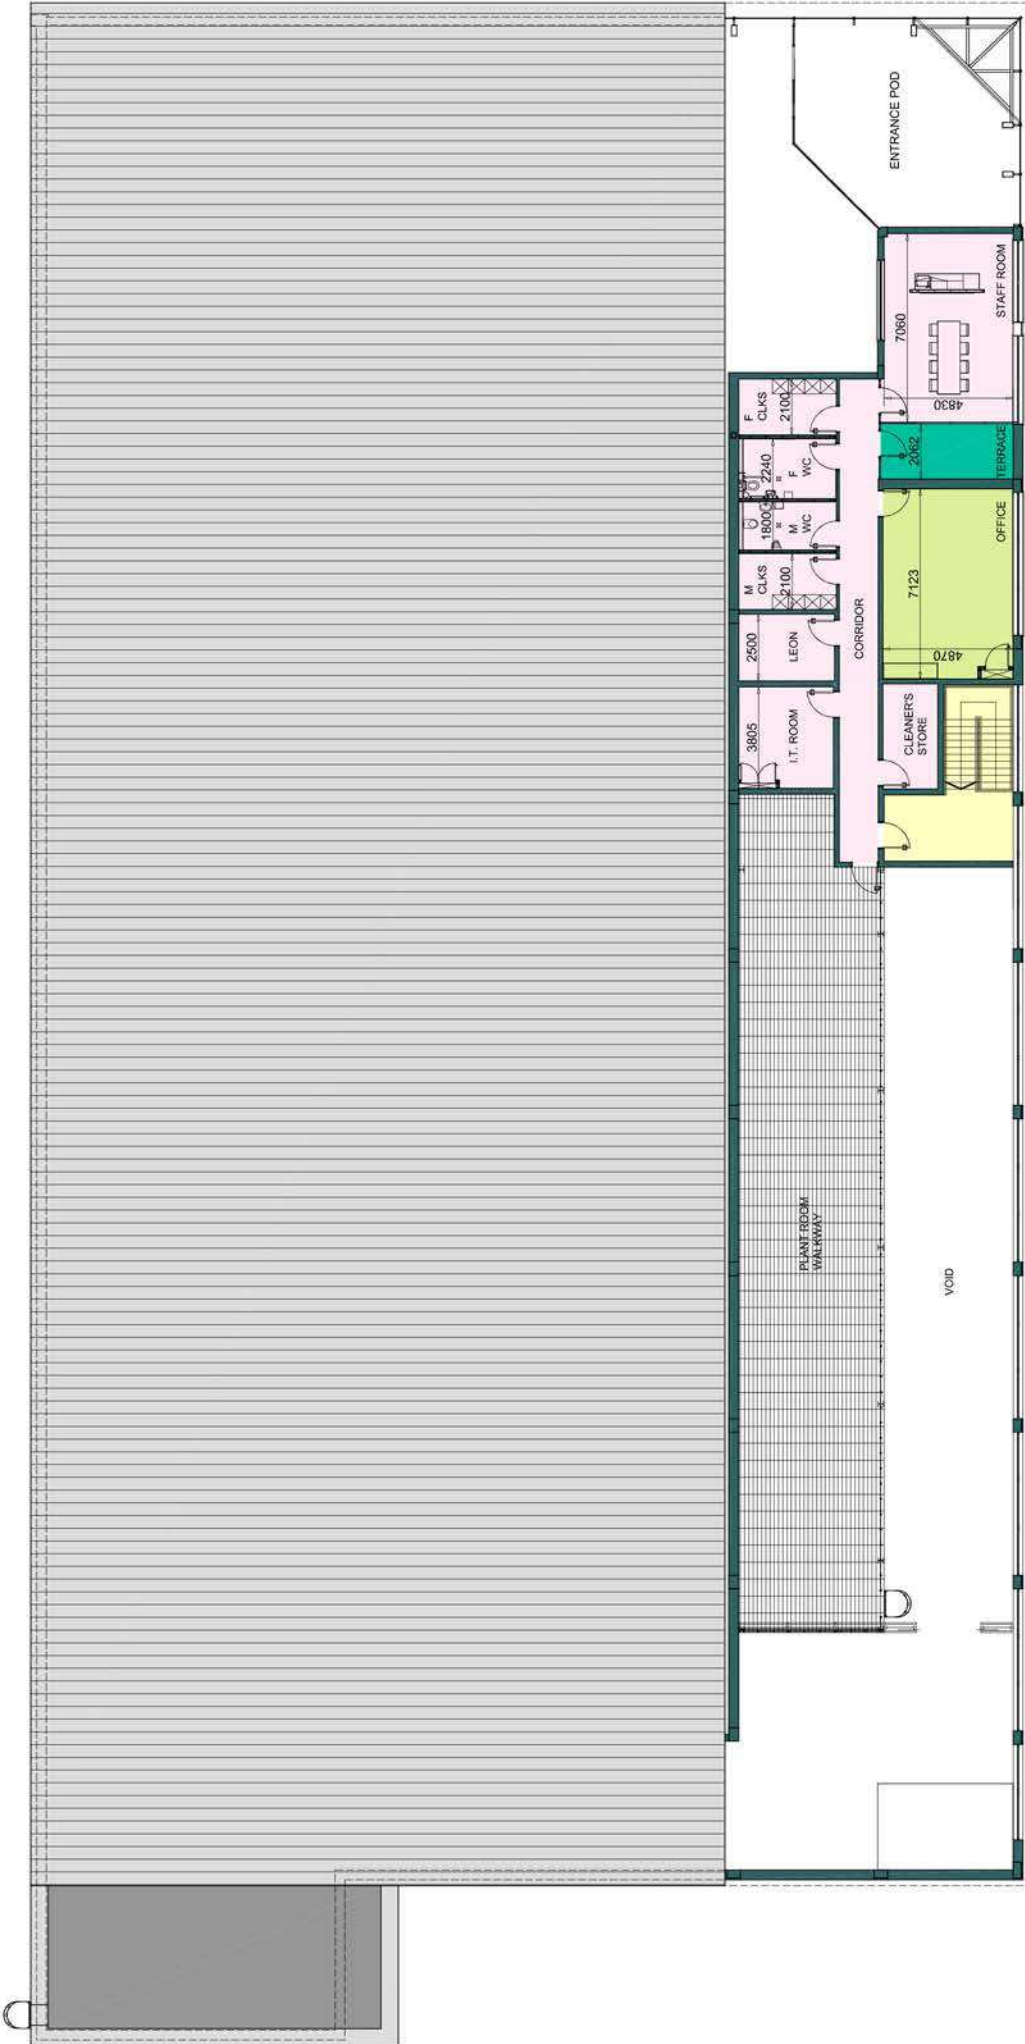 ENTRANCE POD
STAFF ROOM
7060
4830
F
CLKS
2100
2240
F
WC
TERRACE
2062
1800
M
WC
OFFICE
7123
4870
M
CLKS
2100
CORRIDOR
2500
LEON
3805
I.T. ROOM
CLEANER'S
STORE
PLANT ROOM
WALKWAY
VOID